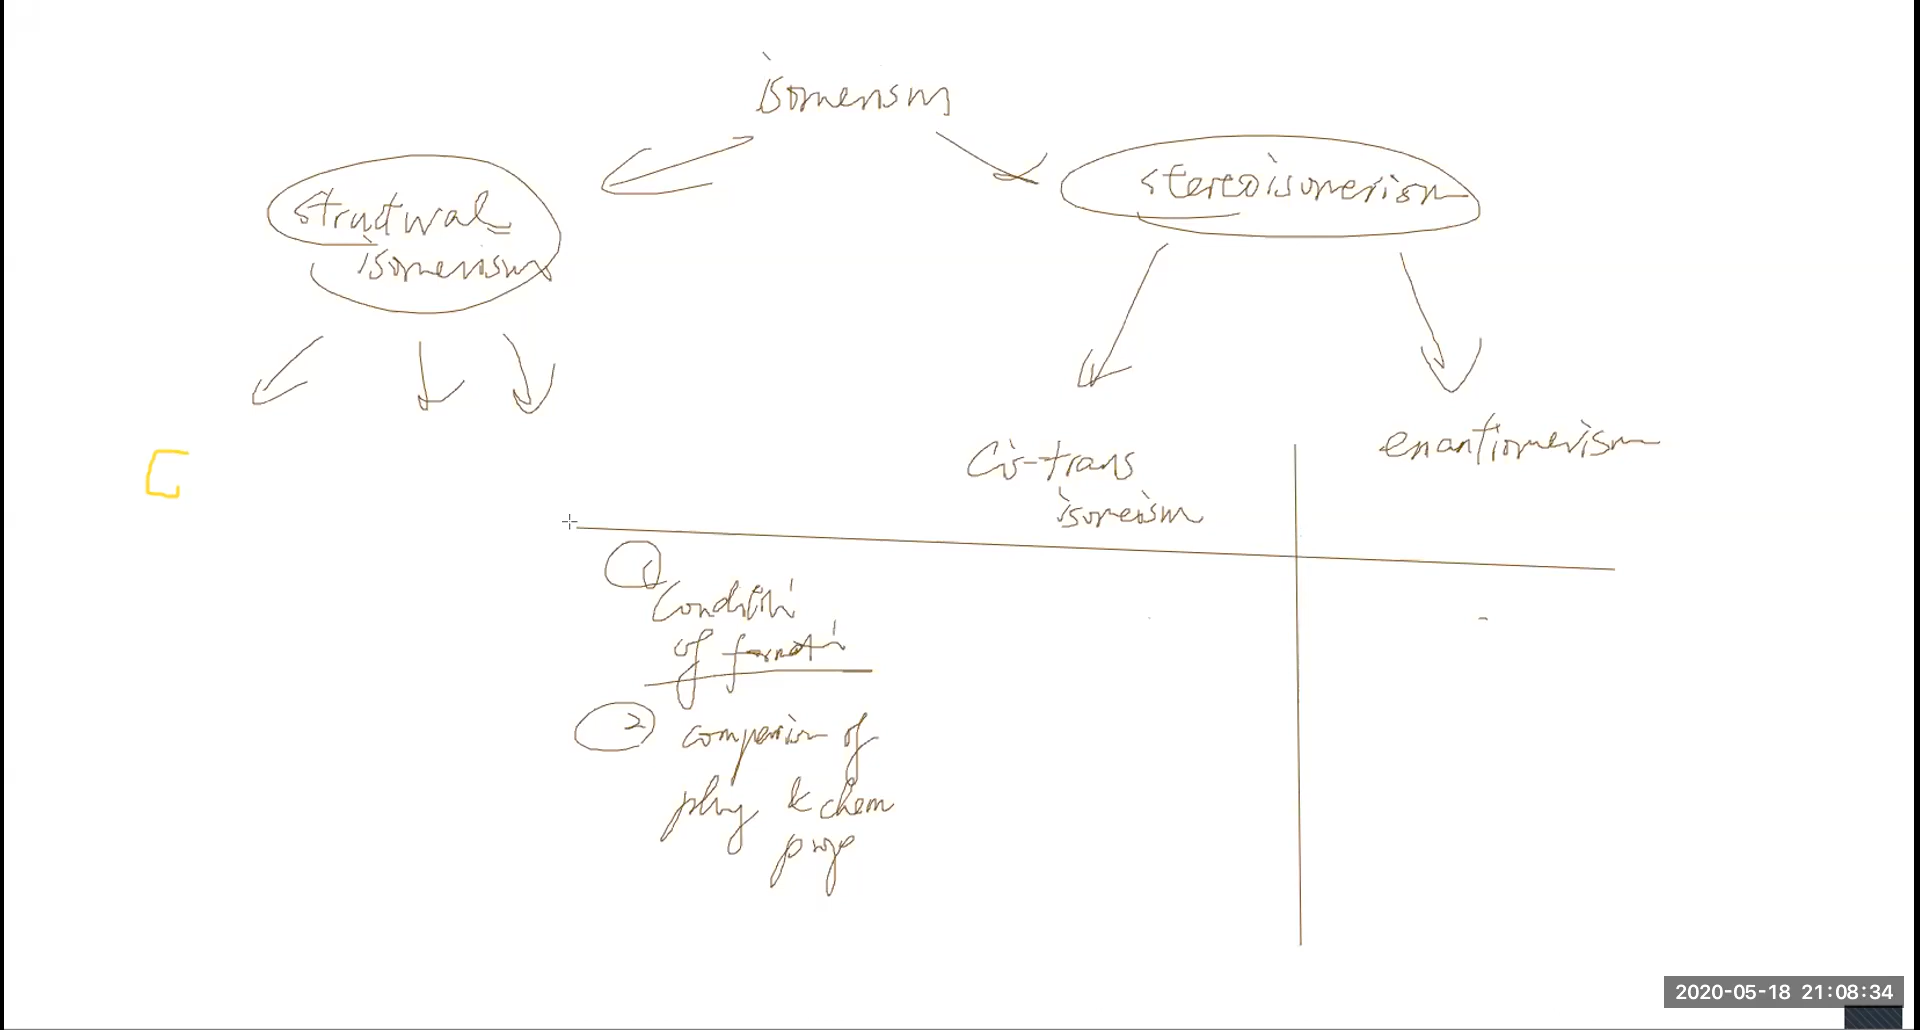 isomerism
structural
isomerism
stereoisomerism
Cis-trans
isomerism
enantiomerism
1
Condition
of formation
2
comparison of
phy & chem
prop
2020-05-18 21:08:34